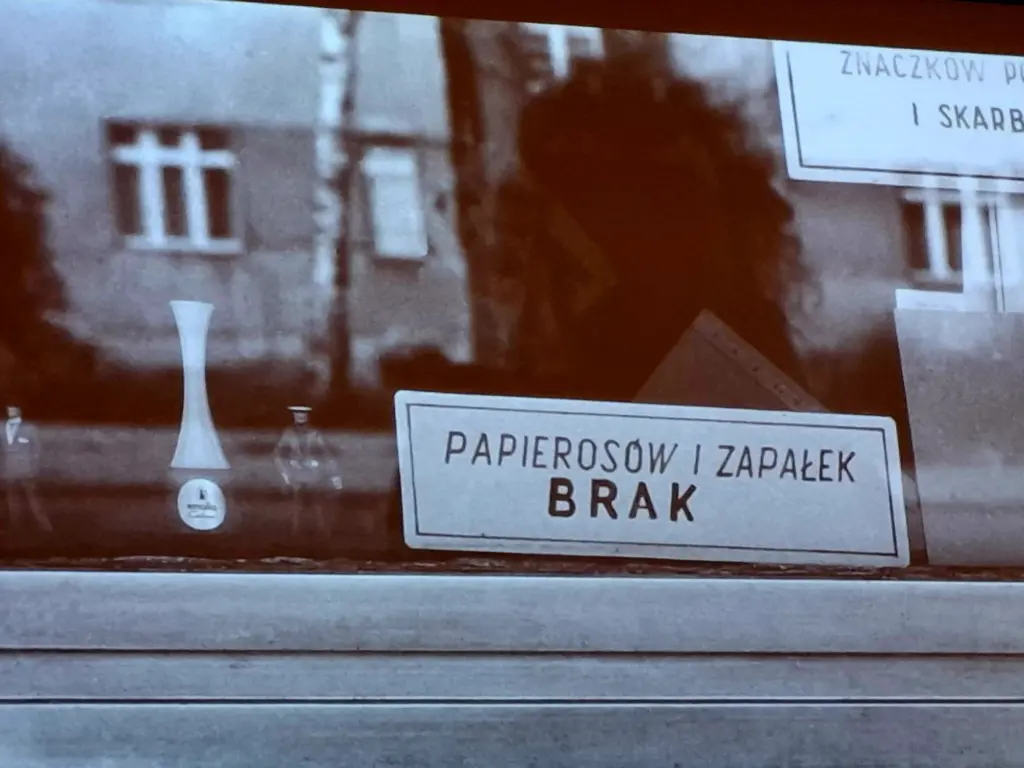 ZNACZKÓW
I SKARB
PAPIEROSÓW I ZAPAŁEK
BRAK